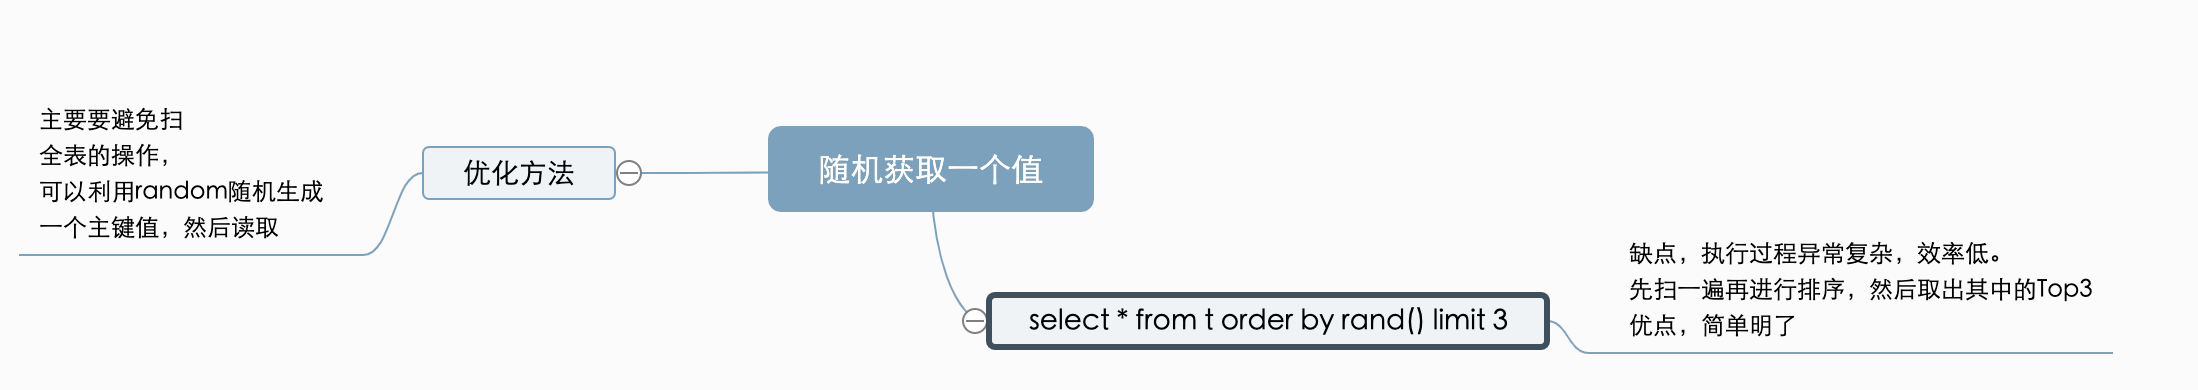 主要要避免扫
全表的操作，
可以利用random随机生成
一个主键值，然后读取
优化方法
随机获取一个值
select * from t order by rand() limit 3
缺点，执行过程异常复杂，效率低。
先扫一遍再进行排序，然后取出其中的Top3
优点，简单明了